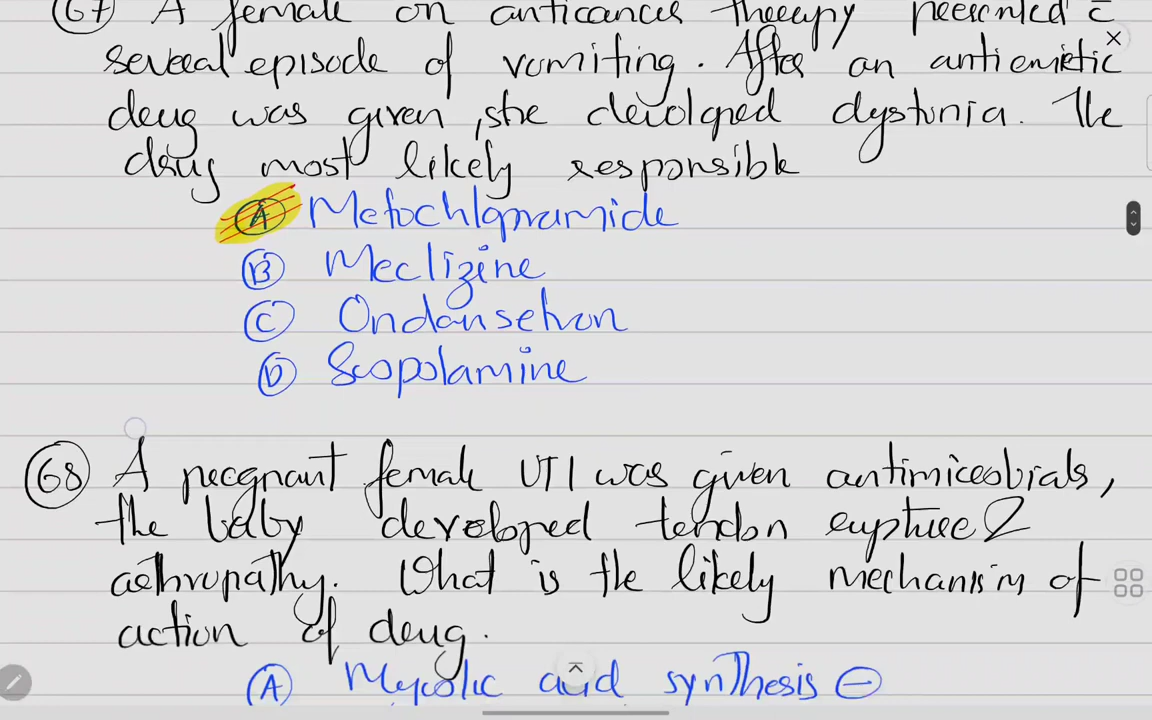 67) A female on anticancer therapy presented c̄
several episode of vomiting. After an antiemetic
drug was given, she developed dystonia. The
drug most likely responsible
A Metochlopramide
B Meclizine
C Ondansetron
D Scopolamine
68 A pregnant female UTI was given antimicrobials,
the baby developed tendon rupture &
arthropathy. What is the likely mechanism of
action of drug.
A Mycolic acid synthesis ⊖